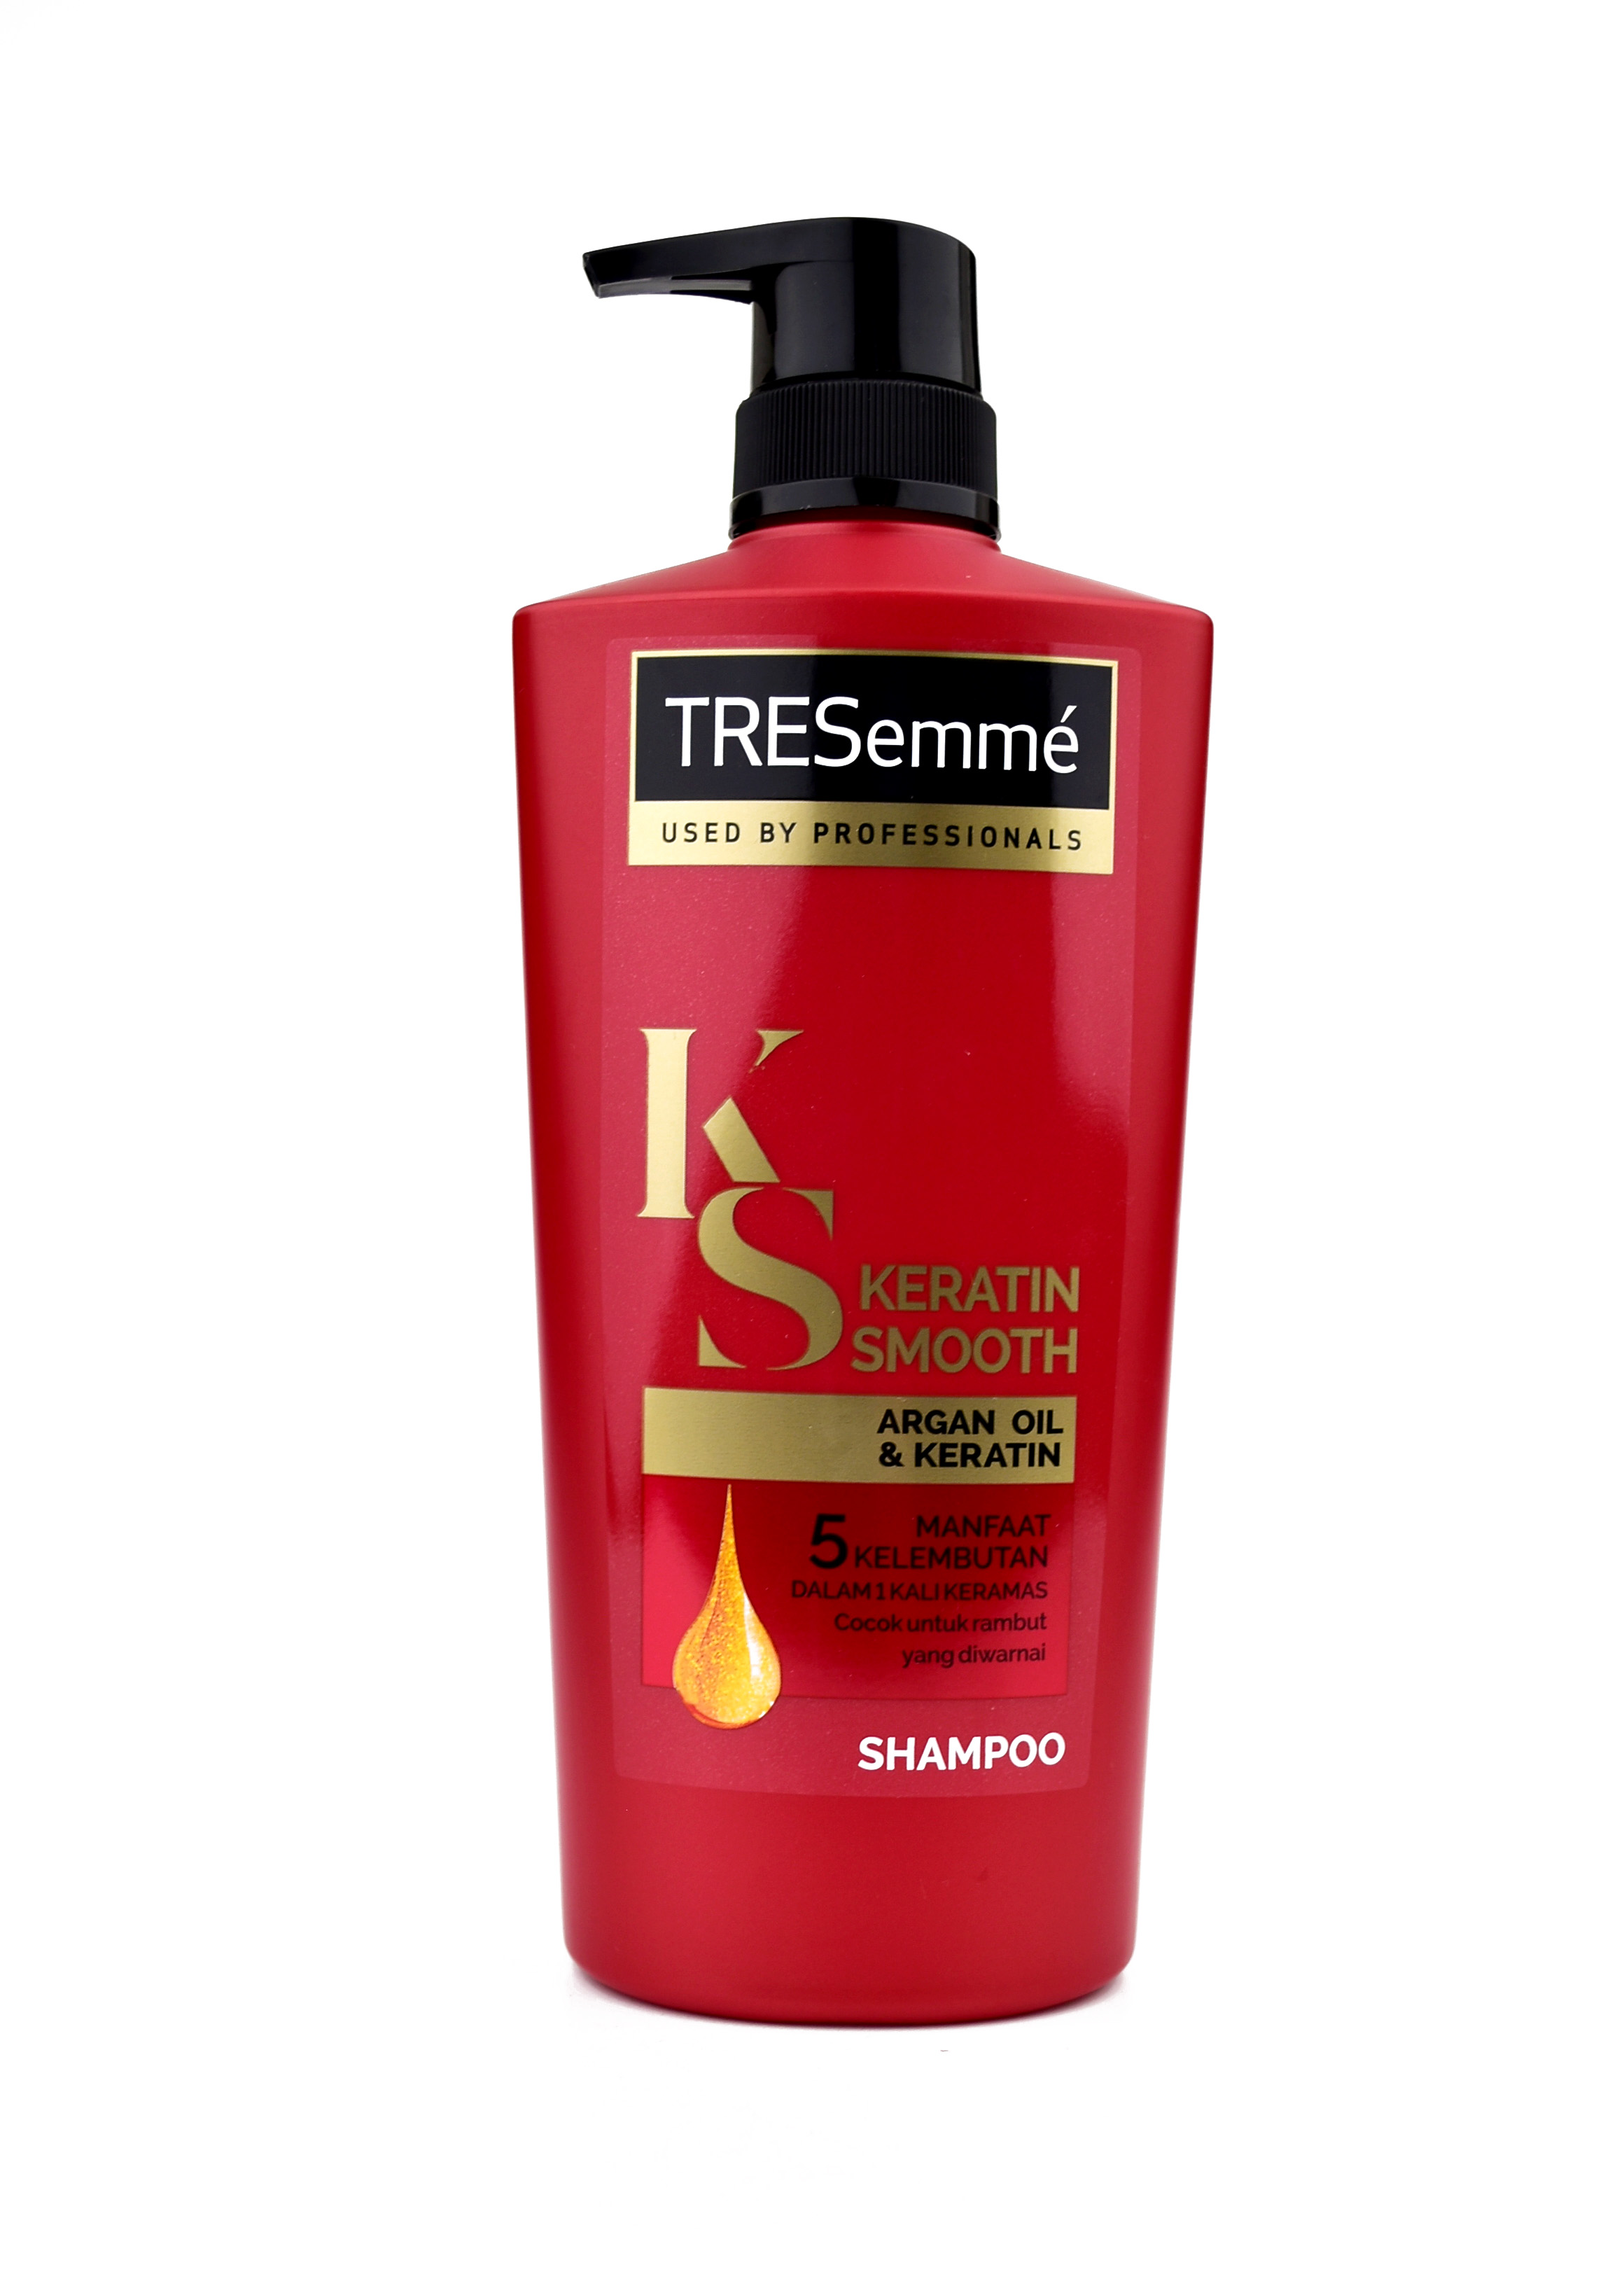 TRESemmé
USED BY PROFESSIONALS
KS
KERATIN
SMOOTH
ARGAN OIL
& KERATIN
5 MANFAAT
KELEMBUTAN
DALAM 1 KALI KERAMAS
Cocok untuk rambut
yang diwarnai
SHAMPOO